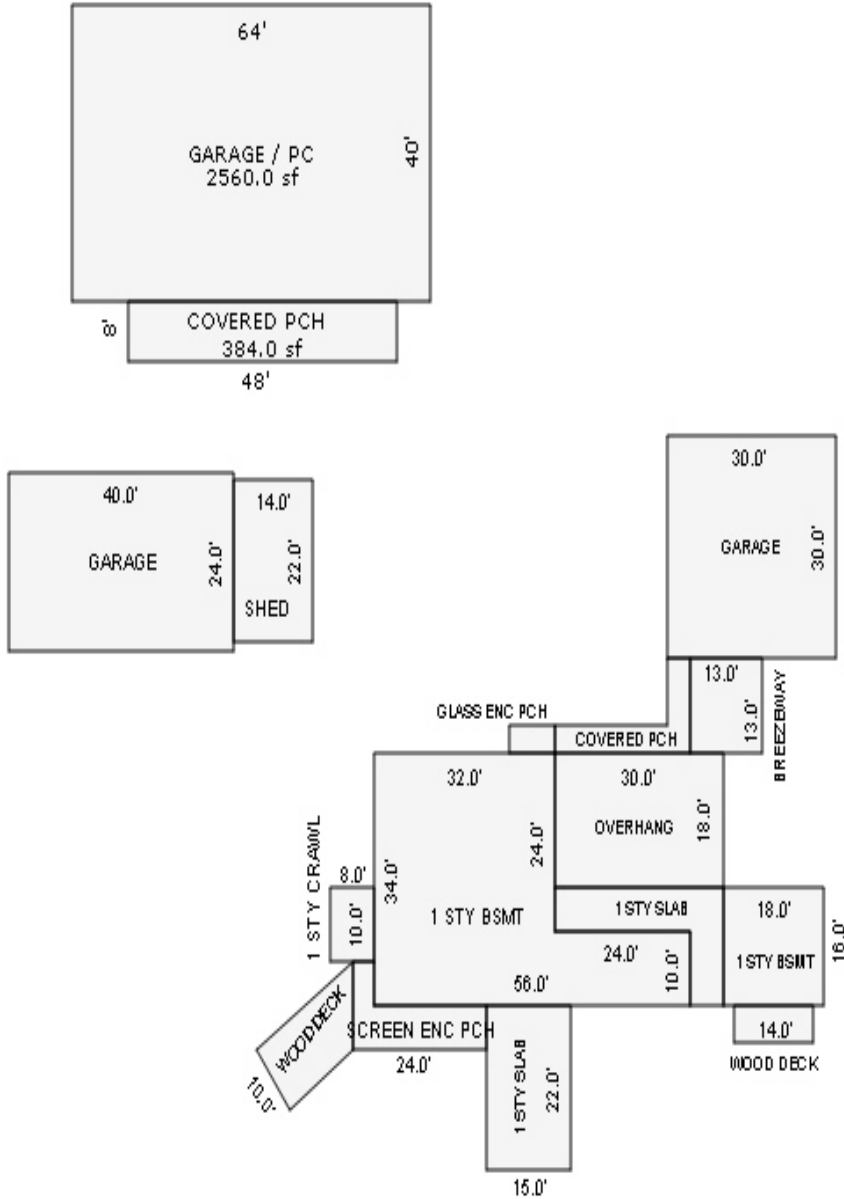 64'
GARAGE / PC
2560.0 sf
40'
8'
COVERED PCH
384.0 sf
48'
40.0'
24.0'
GARAGE
14.0'
22.0'
SHED
30.0'
GARAGE
30.0'
13.0'
13.0'
BREEZEWAY
GLASS ENC PCH
COVERED PCH
32.0'
30.0'
OVERHANG
18.0'
24.0'
34.0'
1 STY CRAWL
8.0'
10.0'
1 STY BSMT
1 STY SLAB
24.0'
10.0'
56.0'
18.0'
1 STY BSMT
16.0'
14.0'
WOOD DECK
WOOD DECK
10.0'
SCREEN ENC PCH
24.0'
1 STY SLAB
22.0'
15.0'